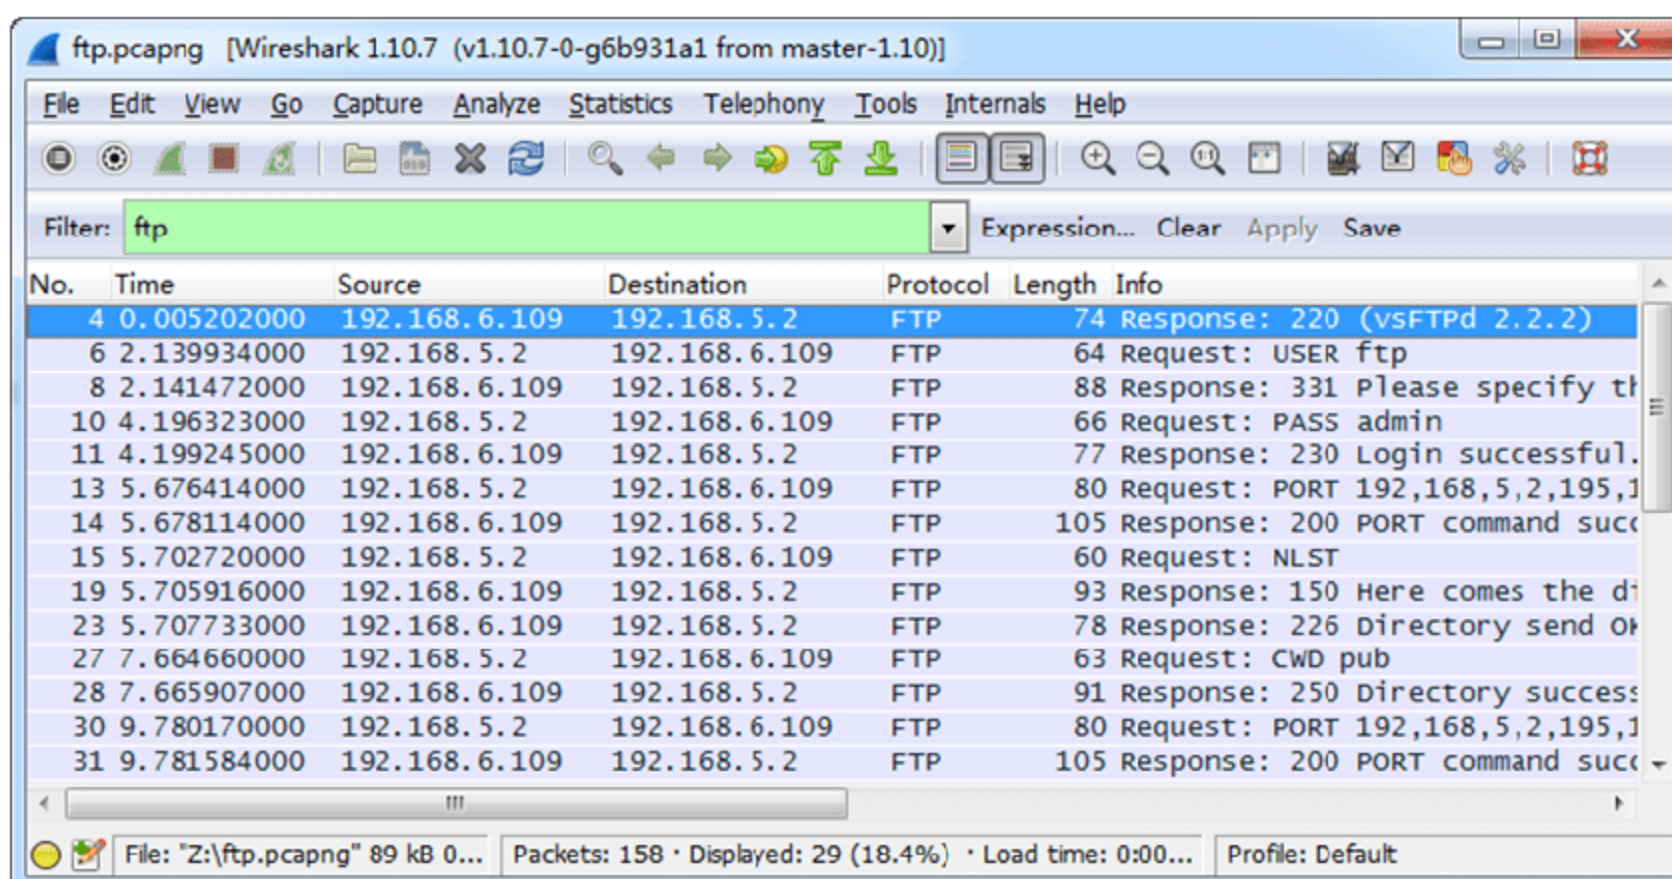 ftp.pcapng [Wireshark 1.10.7 (v1.10.7-0-g6b931a1 from master-1.10)]
File Edit View Go Capture Analyze Statistics Telephony Tools Internals Help
Filter: ftp Expression... Clear Apply Save
No. Time Source Destination Protocol Length Info
4 0.005202000 192.168.6.109 192.168.5.2 FTP 74 Response: 220 (vsFTPd 2.2.2)
6 2.139934000 192.168.5.2 192.168.6.109 FTP 64 Request: USER ftp
8 2.141472000 192.168.6.109 192.168.5.2 FTP 88 Response: 331 Please specify th
10 4.196323000 192.168.5.2 192.168.6.109 FTP 66 Request: PASS admin
11 4.199245000 192.168.6.109 192.168.5.2 FTP 77 Response: 230 Login successful.
13 5.676414000 192.168.5.2 192.168.6.109 FTP 80 Request: PORT 192,168,5,2,195,1
14 5.678114000 192.168.6.109 192.168.5.2 FTP 105 Response: 200 PORT command succ
15 5.702720000 192.168.5.2 192.168.6.109 FTP 60 Request: NLST
19 5.705916000 192.168.6.109 192.168.5.2 FTP 93 Response: 150 Here comes the di
23 5.707733000 192.168.6.109 192.168.5.2 FTP 78 Response: 226 Directory send OK
27 7.664660000 192.168.5.2 192.168.6.109 FTP 63 Request: CWD pub
28 7.665907000 192.168.6.109 192.168.5.2 FTP 91 Response: 250 Directory success
30 9.780170000 192.168.5.2 192.168.6.109 FTP 80 Request: PORT 192,168,5,2,195,1
31 9.781584000 192.168.6.109 192.168.5.2 FTP 105 Response: 200 PORT command succ
File: "Z:\ftp.pcapng" 89 kB 0... Packets: 158 · Displayed: 29 (18.4%) · Load time: 0:00... Profile: Default